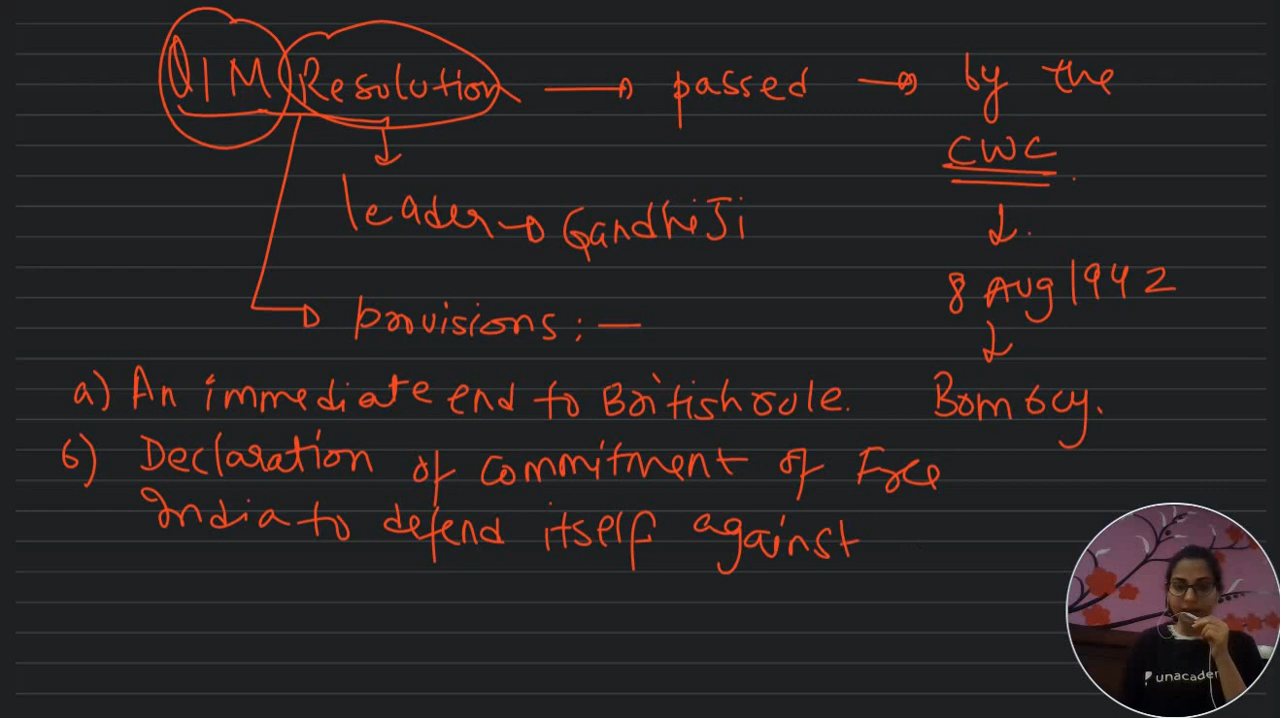 QIM Resolution → passed → by the
CWC
↓
leader → GandhiJi
8 Aug 1942
↓
→ provisions : —
a) An immediate end to British rule. Bombay.
b) Declaration of commitment of Free
India to defend itself against
unacadem